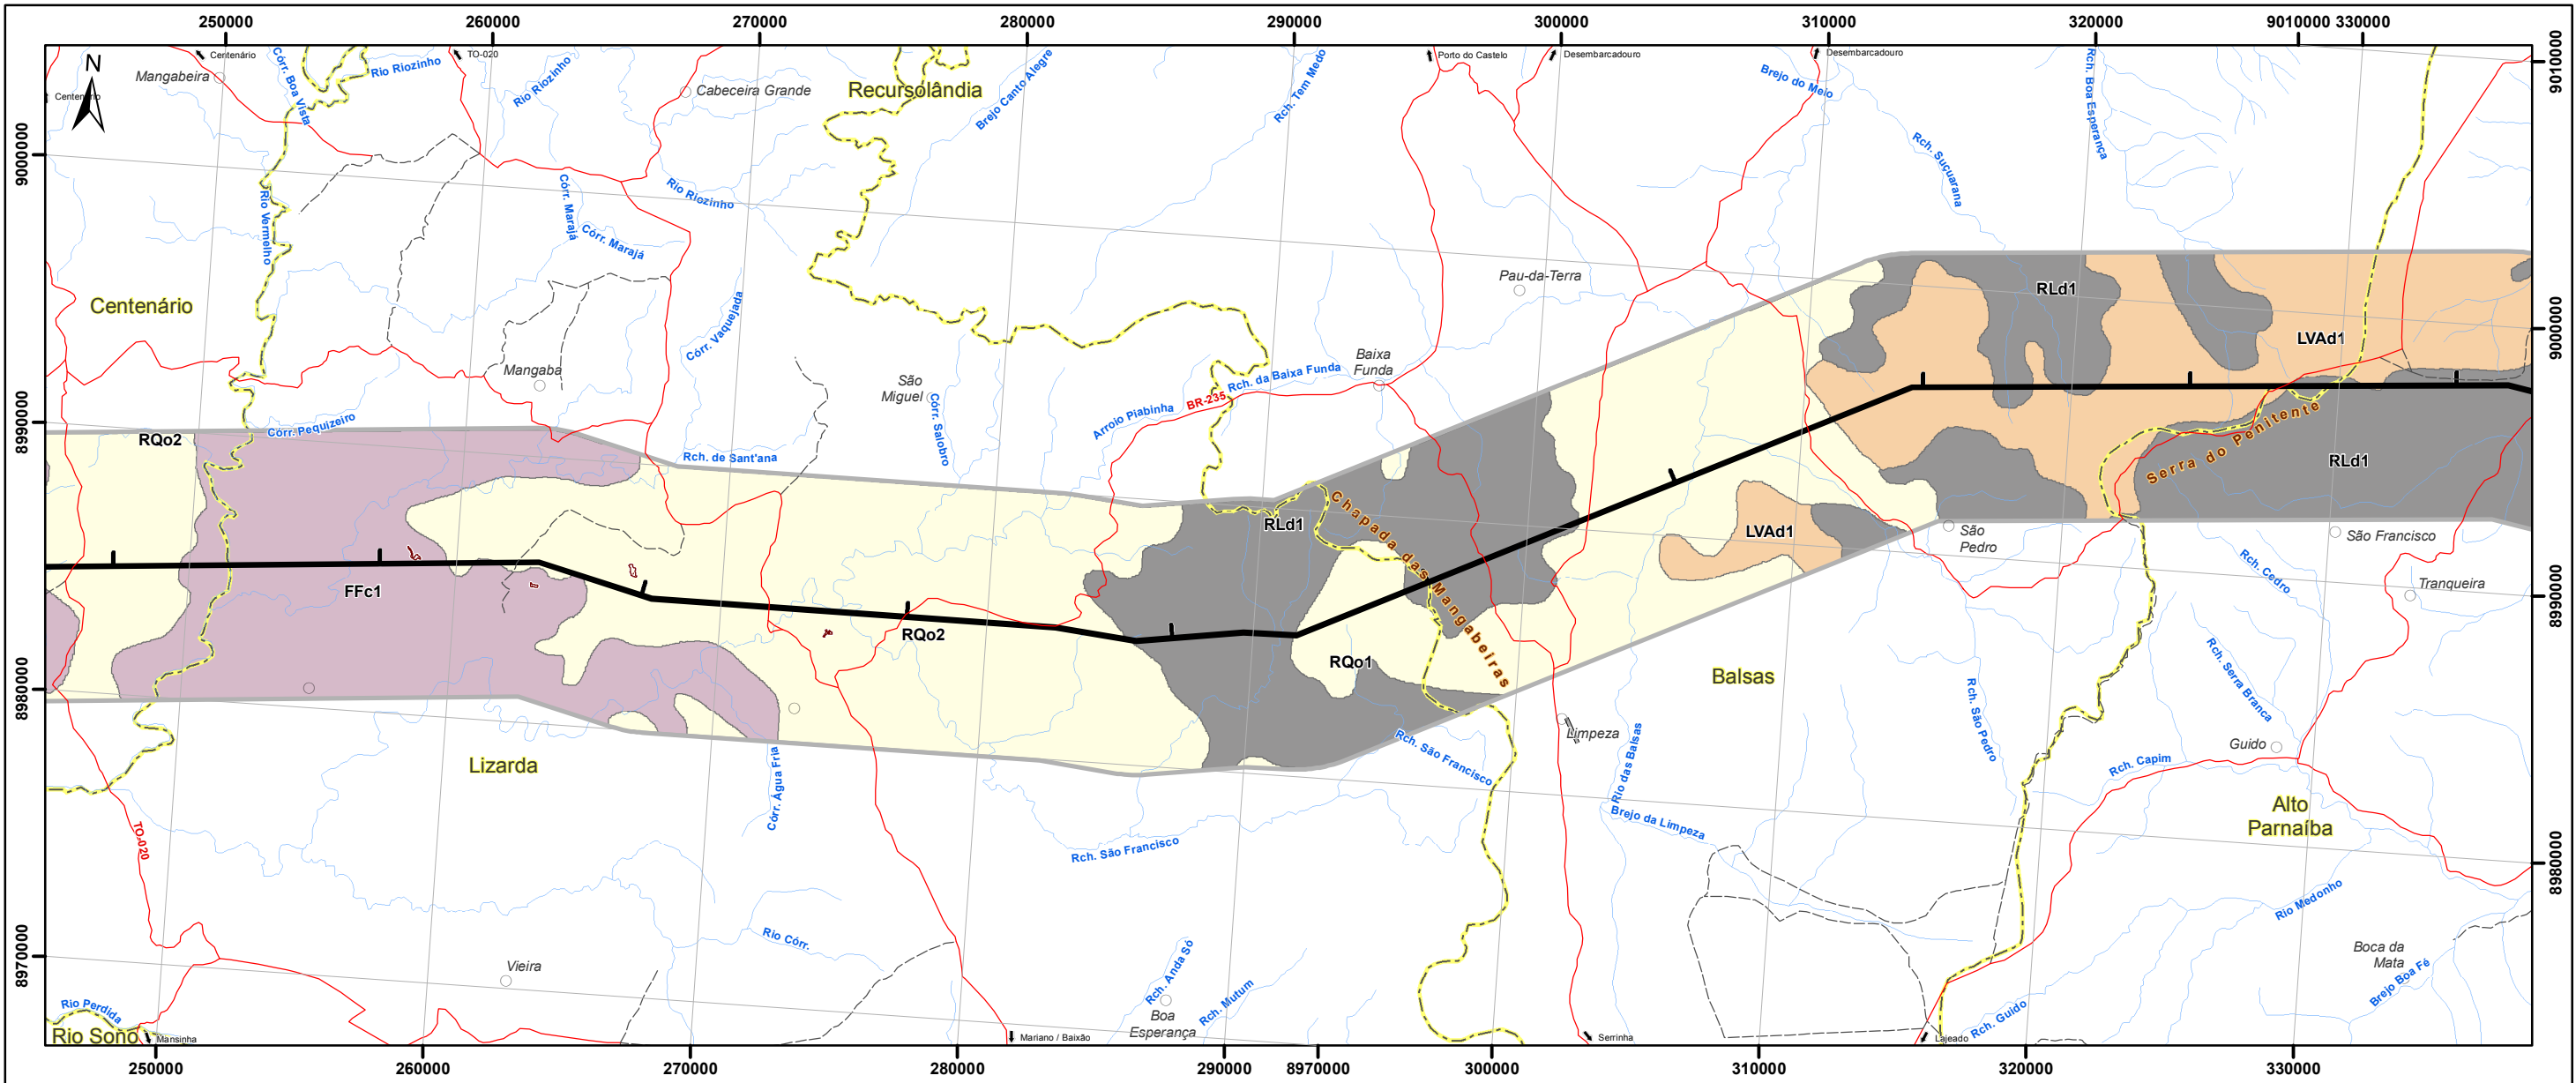 250000 260000 270000 280000 290000 300000 310000 320000 9010000 330000
Centenário TO-020 Porto do Castelo Desembarcadouro Desembarcadouro
N
Mangabeira
Córr. Boa Vista
Rio Riozinho
Rio Riozinho
Cabeceira Grande
Recursolândia
Brejo Canto Alegre
Rch. Tem Medo
Brejo do Meio
Rch. Boa Esperança
9010000
Centenário
9000000
Rio Vermelho
Córr. Marajá
Córr. Marajá
Rio Riozinho
Rch. Suçuarana
Centenário
Córr. Vaquejada
Pau-da-Terra
RLd1
LVAd1
9000000
Mangaba
São
Miguel
Córr. Salobro
Arroio Piabinha
BR-235
Rch. da Baixa Funda
Baixa
Funda
8990000
RQo2
Córr. Pequizeiro
Rch. de Sant'ana
Serra do Penitente
RLd1
RLd1
Chapada das Mangabeiras
LVAd1
São
Pedro
São Francisco
Rch. Cedro
Tranqueira
8990000
FFc1
RQo2
RQo1
Balsas
8980000
Rch. São Pedro
Rch. Serra Branca
Guido
Rch. Capim
Limpeza
Rch. São Francisco
Rio das Balsas
Brejo da Limpeza
Lizarda
Córr. Água Fria
TO-020
Rch. São Francisco
Alto
Parnaíba
8980000
Rio Medonho
Vieira
Rio Córr.
Rch. Anda Só
Rch. Mutum
Boa
Esperança
Boca da
Mata
Brejo Boa Fé
Rch. Guido
8970000
Rio Perdida
Rio Sono
Mansinha Mariano / Baixão Serrinha Lajeado
250000 260000 270000 280000 290000 8970000 300000 310000 320000 330000